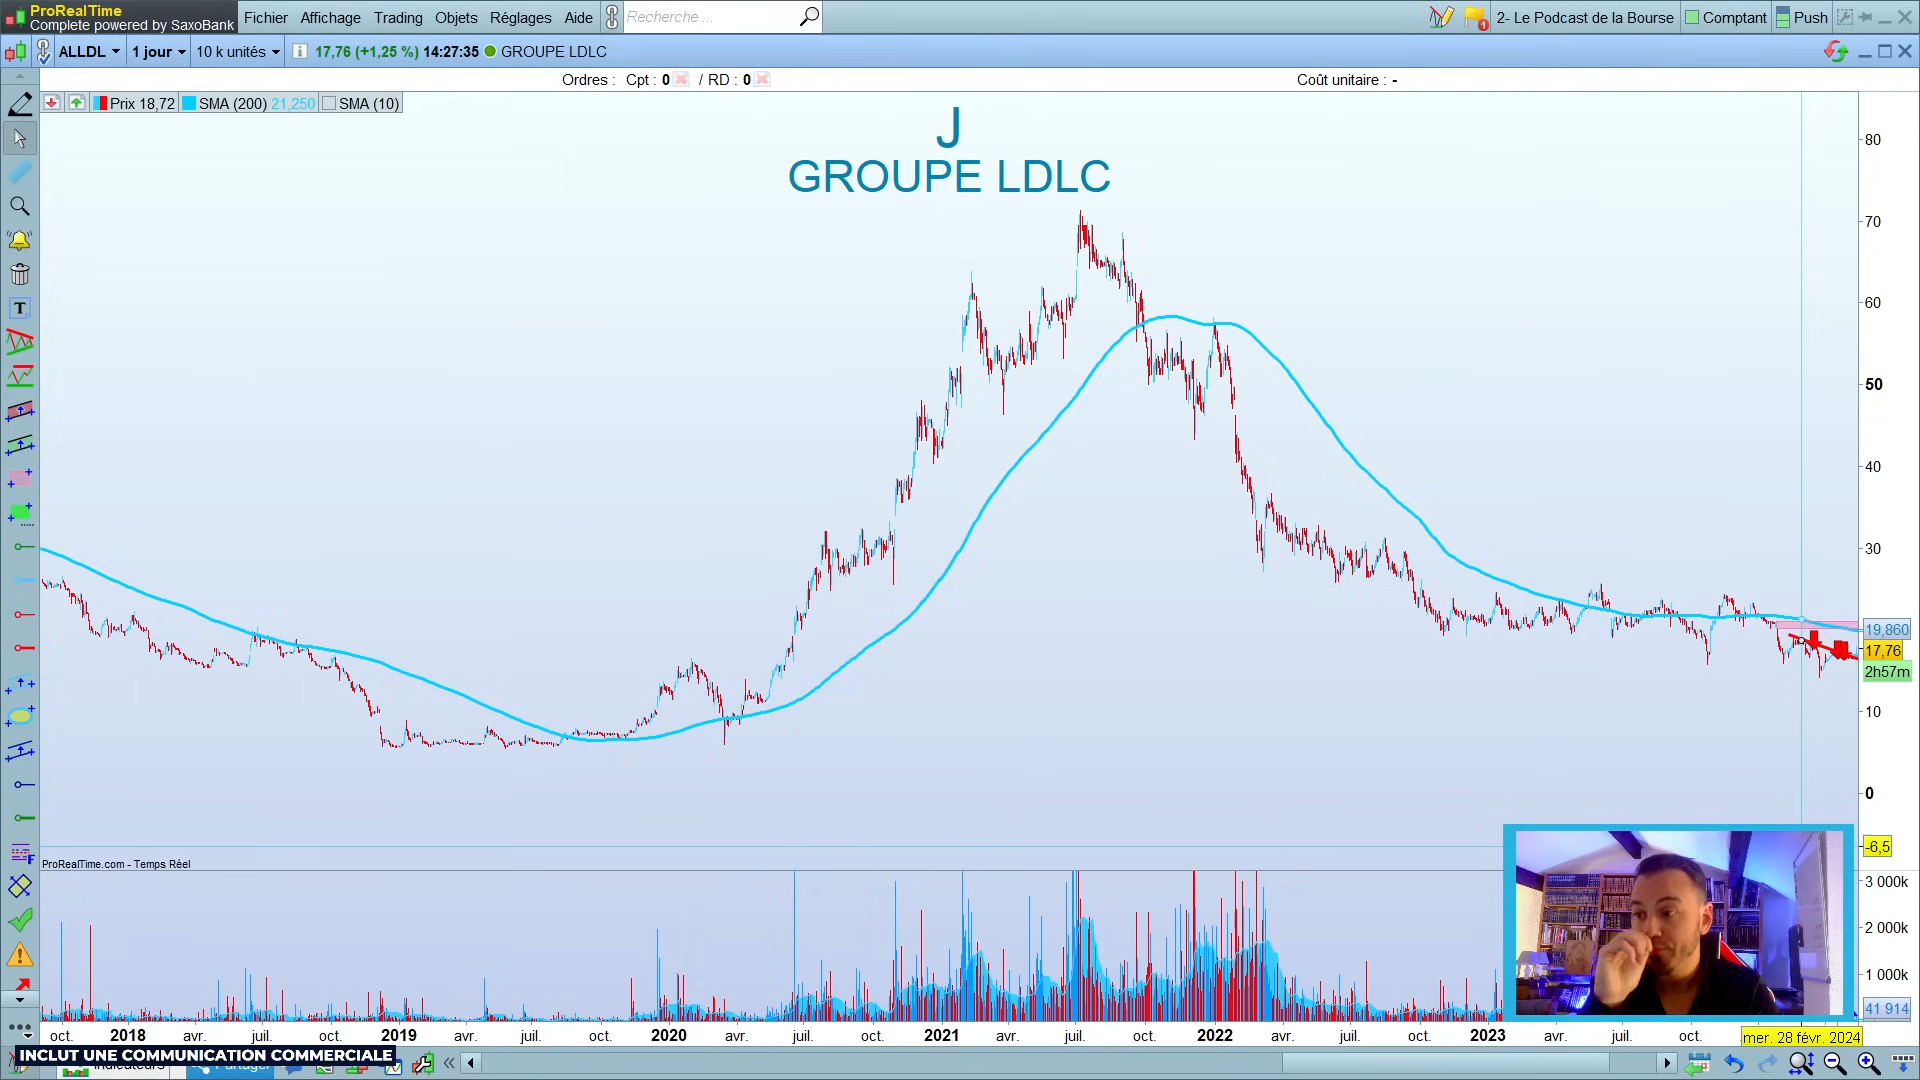 ProRealTime
Complete powered by SaxoBank
Fichier Affichage Trading Objets Réglages Aide
Recherche ...
1
2- Le Podcast de la Bourse
Comptant
Push
ALLDL 1 jour 10 k unités 17,76 (+1,25 %) 14:27:35 GROUPE LDLC
Ordres : Cpt : 0 / RD : 0
Coût unitaire : -
Prix 18,72 SMA (200) 21,250 SMA (10)
J
GROUPE LDLC
80
70
60
50
40
30
19,860
17,76
2h57m
10
0
-6,5
ProRealTime.com - Temps Réel
3 000k
2 000k
1 000k
41 914
oct. 2018 avr. juil. oct. 2019 avr. juil. oct. 2020 avr. juil. oct. 2021 avr. juil. oct. 2022 avr. juil. oct. 2023 avr. juil. oct. mer. 28 févr. 2024
INCLUT UNE COMMUNICATION COMMERCIALE